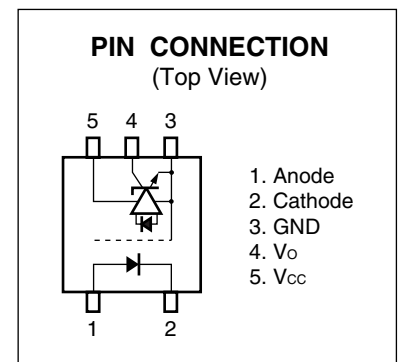 PIN CONNECTION
(Top View)
5 4 3
1. Anode
2. Cathode
3. GND
4. Vo
5. Vcc
1 2